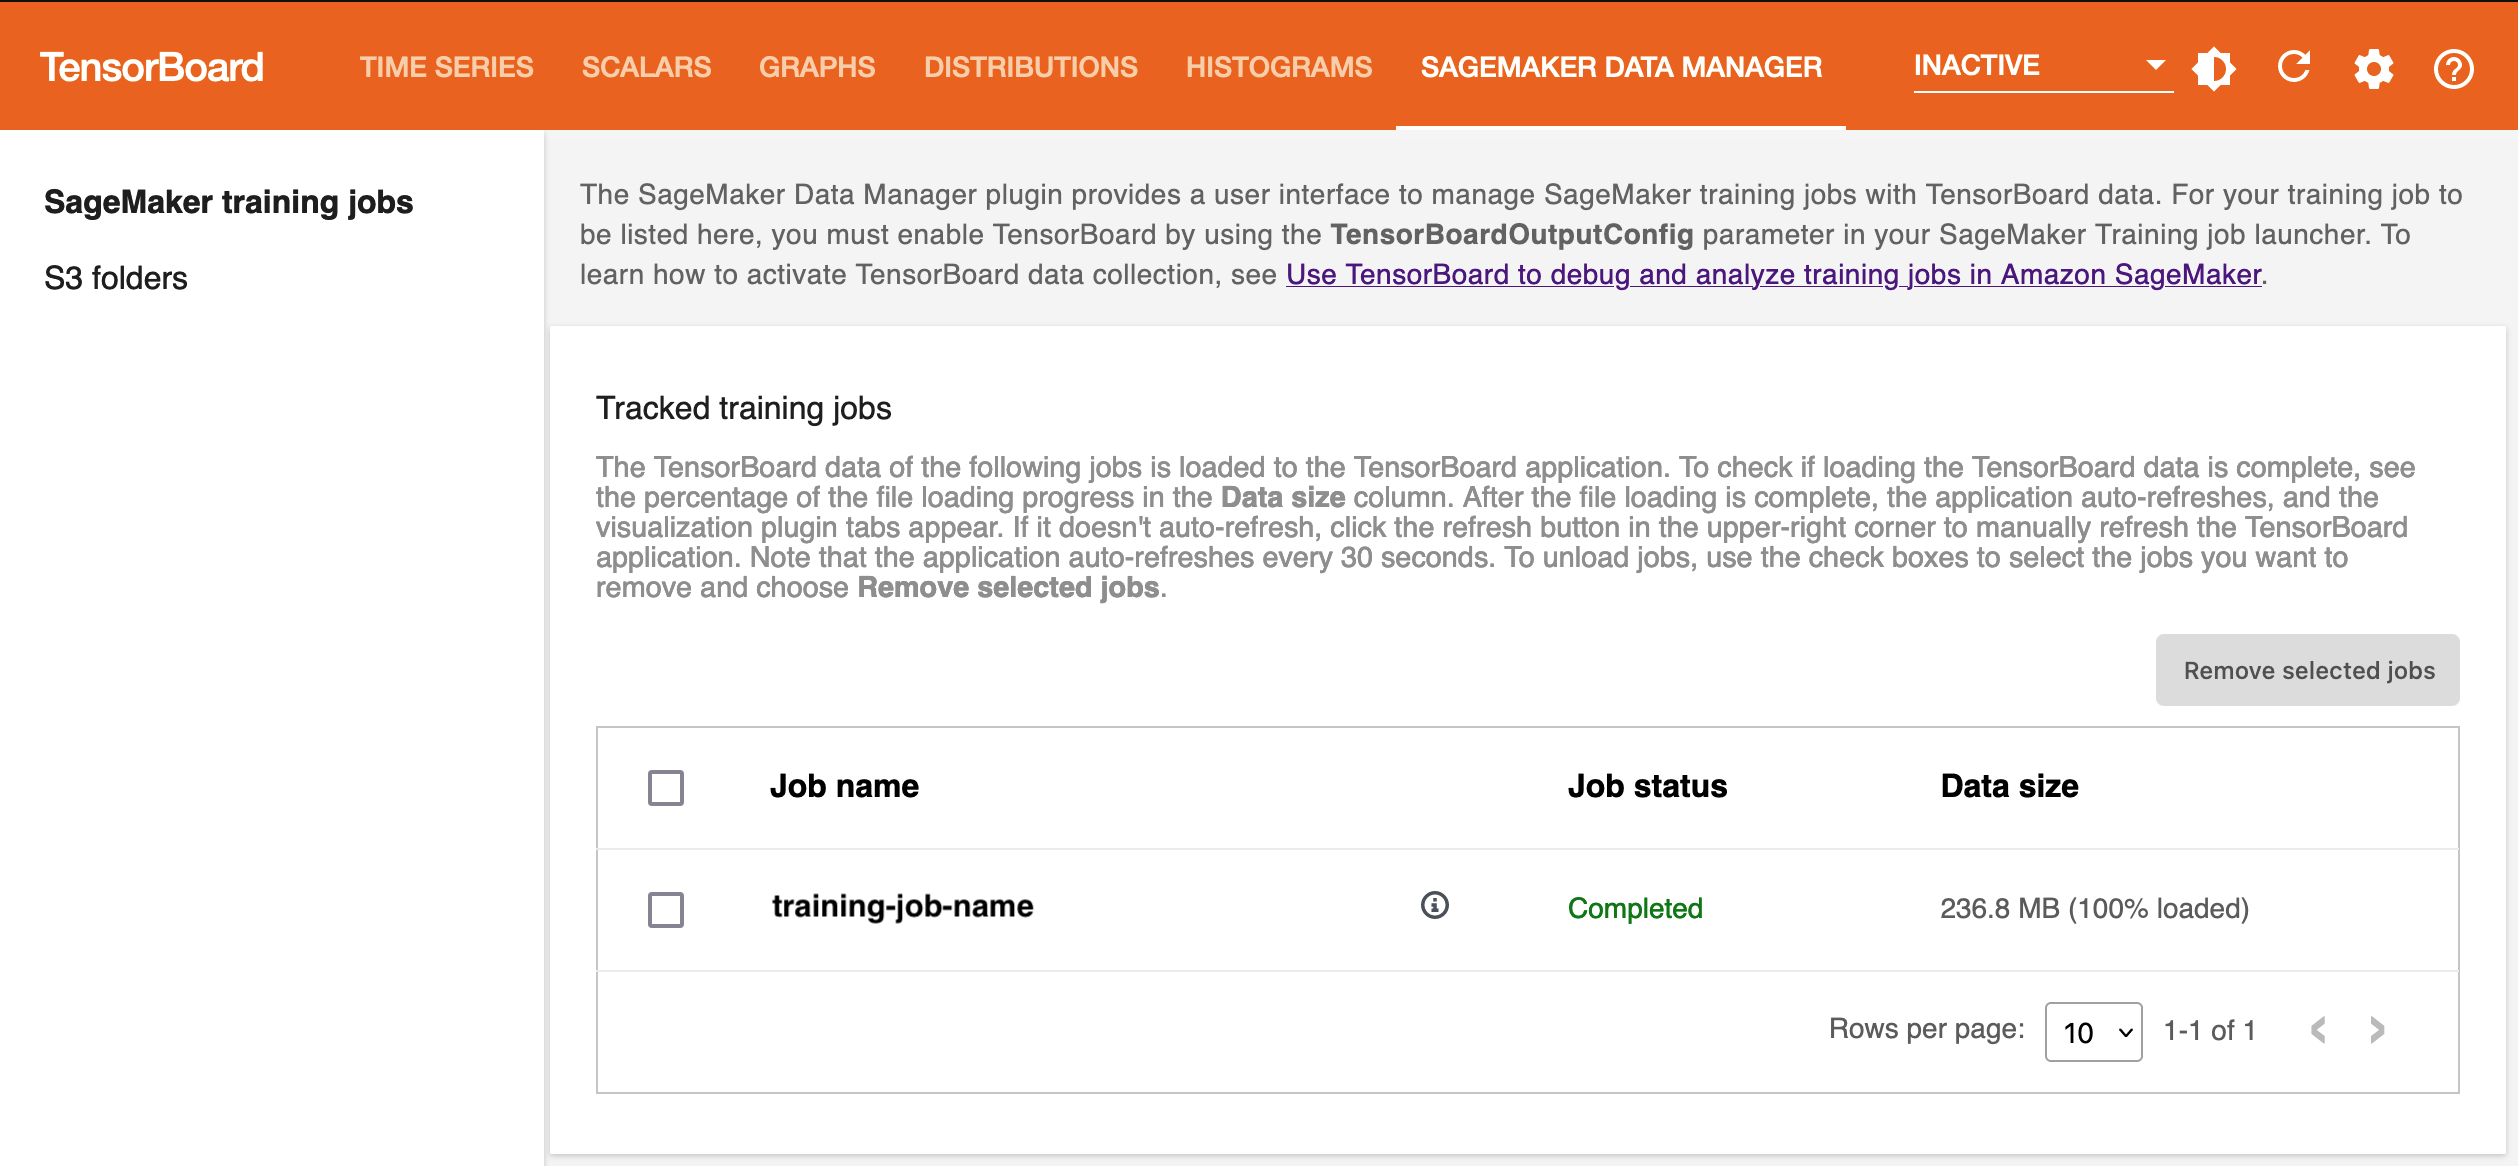 TensorBoard
TIME SERIES
SCALARS
GRAPHS
DISTRIBUTIONS
HISTOGRAMS
SAGEMAKER DATA MANAGER
INACTIVE
SageMaker training jobs
S3 folders
The SageMaker Data Manager plugin provides a user interface to manage SageMaker training jobs with TensorBoard data. For your training job to
be listed here, you must enable TensorBoard by using the TensorBoardOutputConfig parameter in your SageMaker Training job launcher. To
learn how to activate TensorBoard data collection, see Use TensorBoard to debug and analyze training jobs in Amazon SageMaker.
Tracked training jobs
The TensorBoard data of the following jobs is loaded to the TensorBoard application. To check if loading the TensorBoard data is complete, see
the percentage of the file loading progress in the Data size column. After the file loading is complete, the application auto-refreshes, and the
visualization plugin tabs appear. If it doesn't auto-refresh, click the refresh button in the upper-right corner to manually refresh the TensorBoard
application. Note that the application auto-refreshes every 30 seconds. To unload jobs, use the check boxes to select the jobs you want to
remove and choose Remove selected jobs.
Remove selected jobs
Job name
Job status
Data size
training-job-name
Completed
236.8 MB (100% loaded)
Rows per page:
10
1-1 of 1